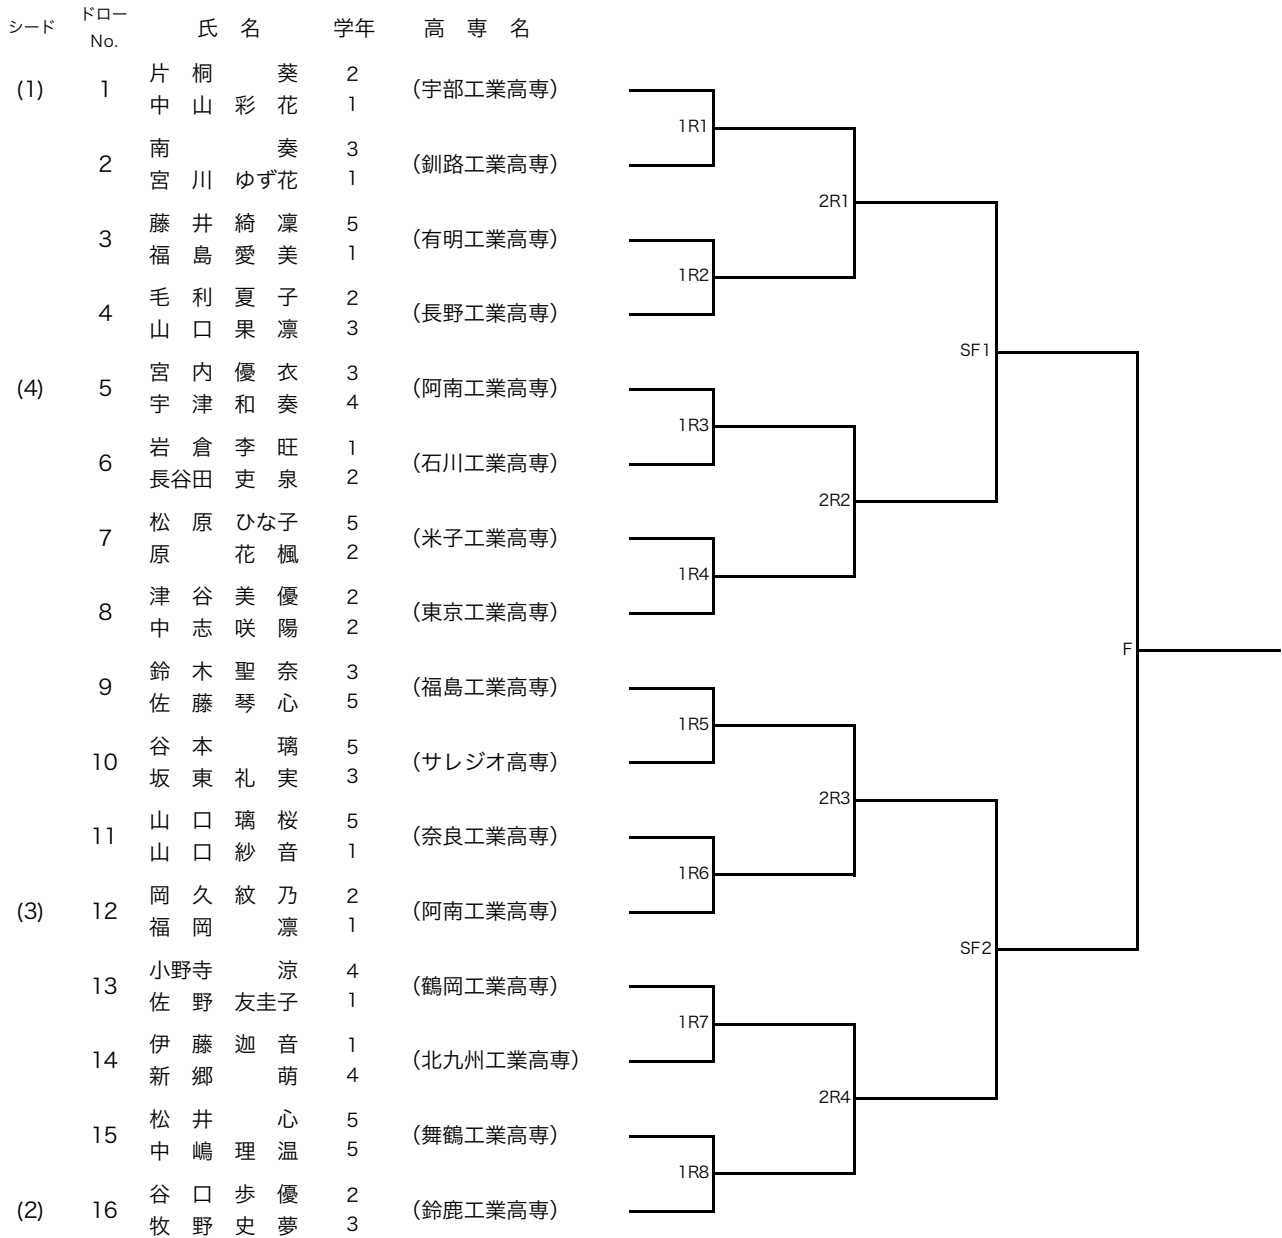 シード ドローNo. 氏 名 学年 高 専 名
(1) 1 片 桐 葵 2 (宇部工業高専)
中 山 彩 花 1
1R1
2 南 奏 3 (釧路工業高専)
宮 川 ゆず花 1
2R1
3 藤 井 綺 凜 5 (有明工業高専)
福 島 愛 美 1
1R2
4 毛 利 夏 子 2 (長野工業高専)
山 口 果 凛 3
SF1
(4) 5 宮 内 優 衣 3 (阿南工業高専)
宇 津 和 奏 4
1R3
6 岩 倉 李 旺 1 (石川工業高専)
長谷田 吏 泉 2
2R2
7 松 原 ひな子 5 (米子工業高専)
原 花 楓 2
1R4
8 津 谷 美 優 2 (東京工業高専)
中 志 咲 陽 2
F
9 鈴 木 聖 奈 3 (福島工業高専)
佐 藤 琴 心 5
1R5
10 谷 本 璃 5 (サレジオ高専)
坂 東 礼 実 3
2R3
11 山 口 璃 桜 5 (奈良工業高専)
山 口 紗 音 1
1R6
(3) 12 岡 久 紋 乃 2 (阿南工業高専)
福 岡 凛 1
SF2
13 小野寺 涼 4 (鶴岡工業高専)
佐 野 友圭子 1
1R7
14 伊 藤 迦 音 1 (北九州工業高専)
新 郷 萌 4
2R4
15 松 井 心 5 (舞鶴工業高専)
中 嶋 理 温 5
1R8
(2) 16 谷 口 歩 優 2 (鈴鹿工業高専)
牧 野 史 夢 3